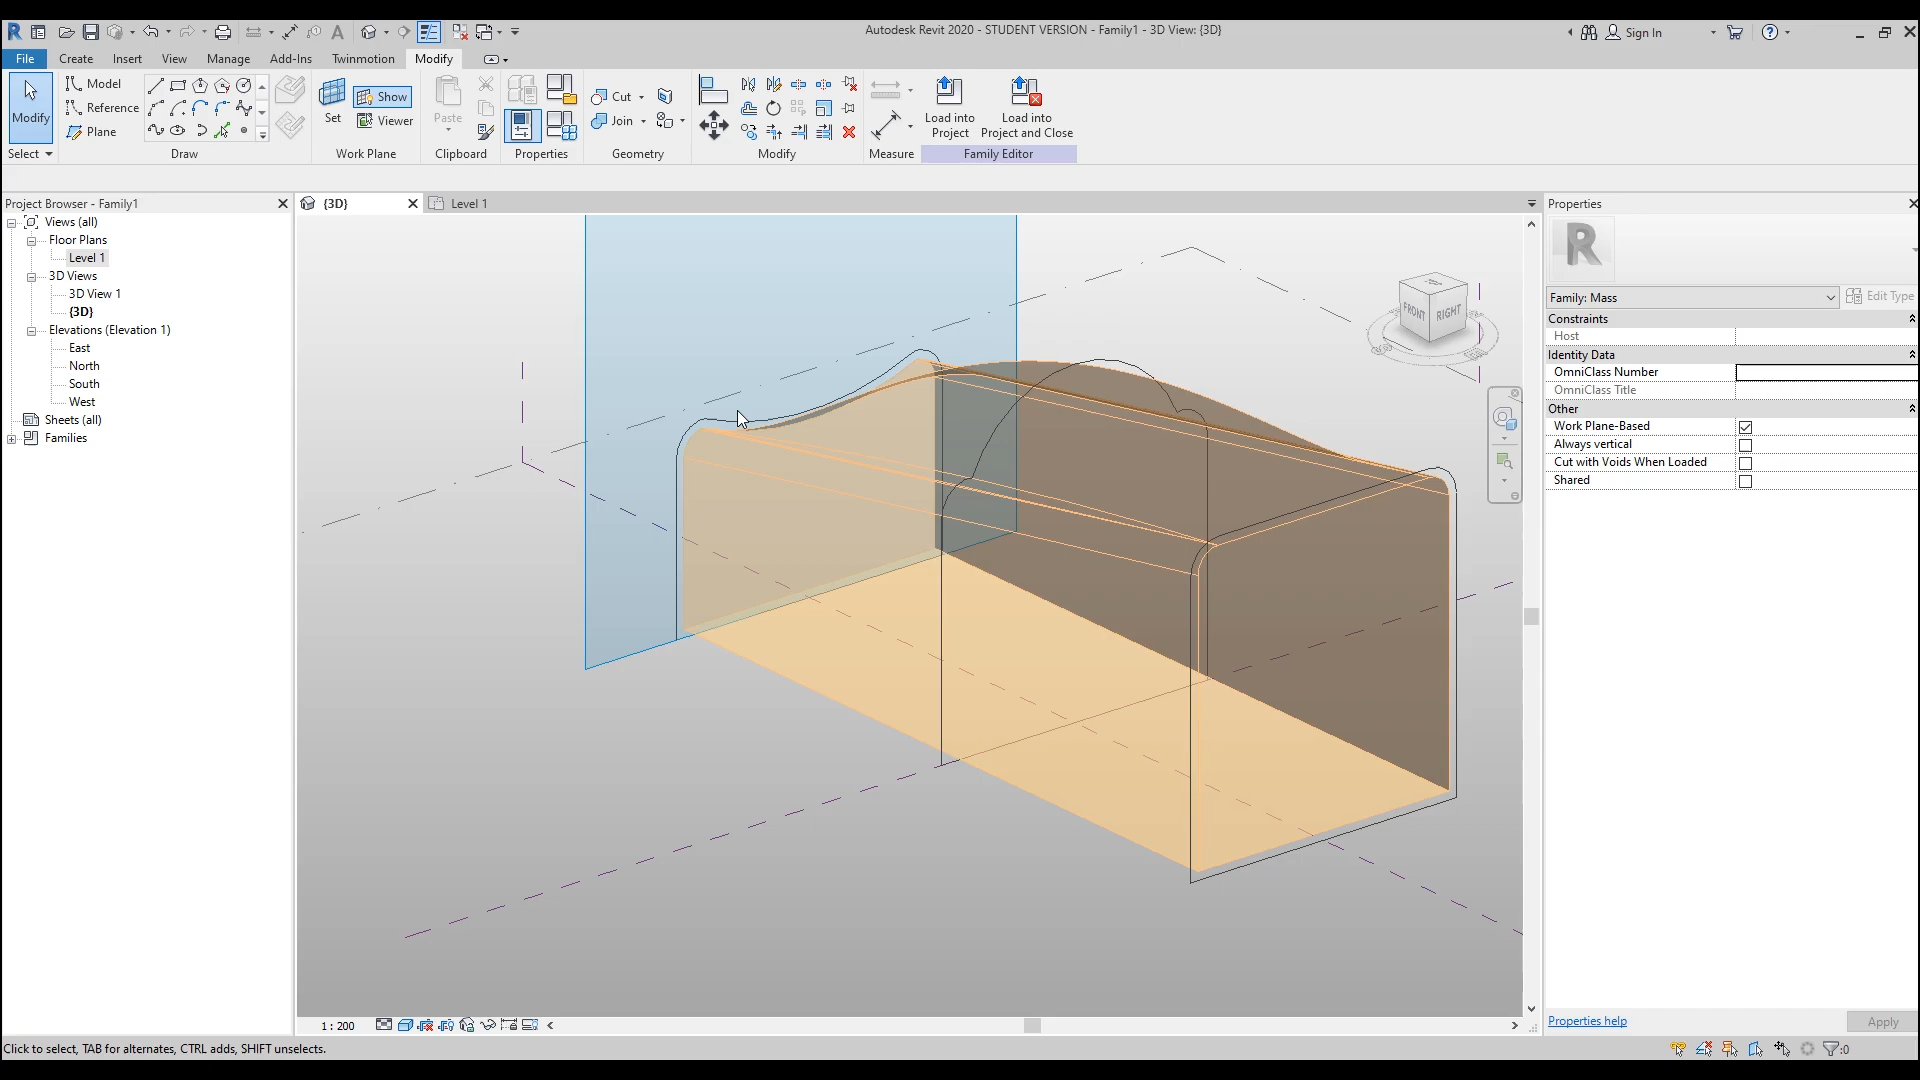 Autodesk Revit 2020 - STUDENT VERSION - Family1 - 3D View: {3D}
Sign In
File Create Insert View Manage Add-Ins Twinmotion Modify
Modify
Model
Reference
Plane
Set
Show
Viewer
Paste
Cut
Join
Load into Project
Load into Project and Close
Select Draw Work Plane Clipboard Properties Geometry Modify Measure Family Editor
Project Browser - Family1
{3D}
Level 1
Properties
Views (all)
Floor Plans
Level 1
3D Views
3D View 1
{3D}
Elevations (Elevation 1)
East
North
South
West
Sheets (all)
Families
FRONT
RIGHT
R
Family: Mass
Edit Type
Constraints
Host
Identity Data
OmniClass Number
OmniClass Title
Other
Work Plane-Based
Always vertical
Cut with Voids When Loaded
Shared
1 : 200
Properties help
Apply
Click to select, TAB for alternates, CTRL adds, SHIFT unselects.
:0